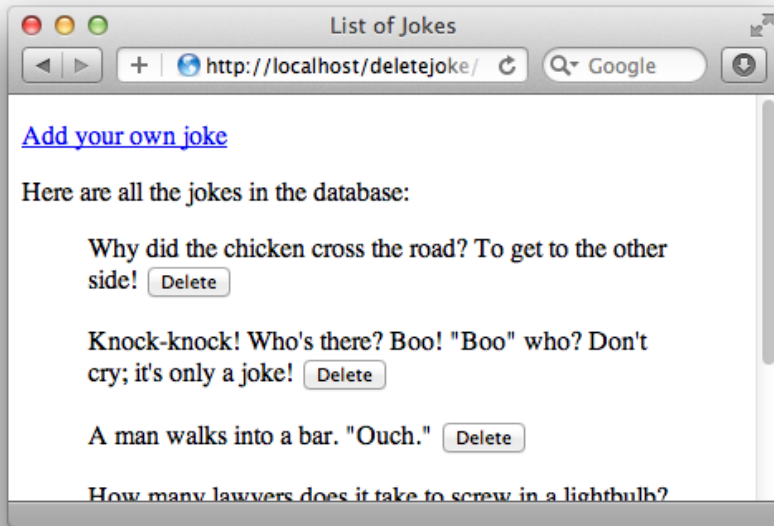 List of Jokes
http://localhost/deletejoke/
Google
Add your own joke
Here are all the jokes in the database:
Why did the chicken cross the road? To get to the other
side! Delete
Knock-knock! Who's there? Boo! "Boo" who? Don't
cry; it's only a joke! Delete
A man walks into a bar. "Ouch." Delete
How many lawyers does it take to screw in a lightbulb?